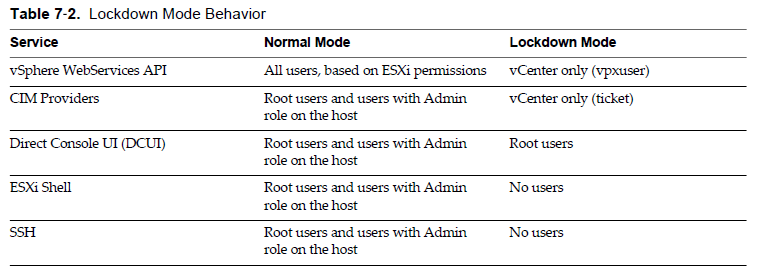 Table 7-2. Lockdown Mode Behavior
Service Normal Mode Lockdown Mode
vSphere WebServices API All users, based on ESXi permissions vCenter only (vpxuser)
CIM Providers Root users and users with Admin vCenter only (ticket)
role on the host
Direct Console UI (DCUI) Root users and users with Admin Root users
role on the host
ESXi Shell Root users and users with Admin No users
role on the host
SSH Root users and users with Admin No users
role on the host